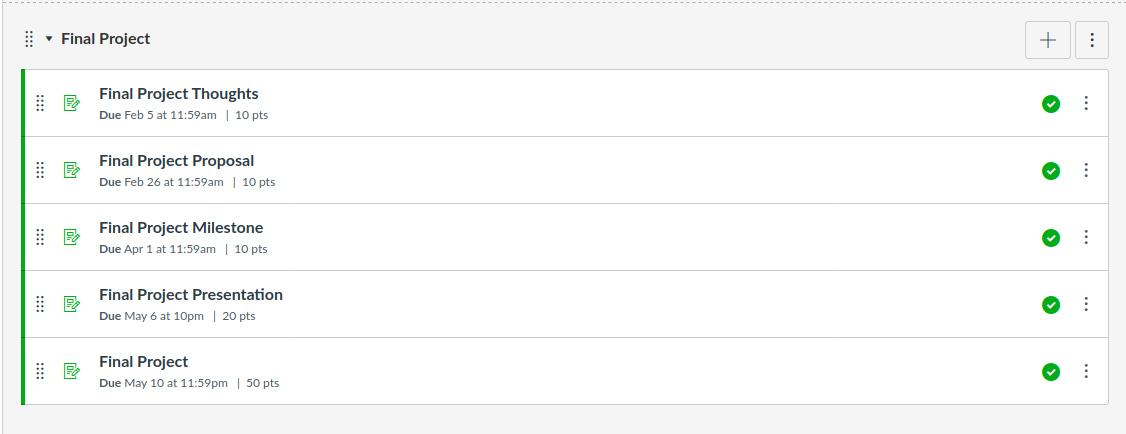 Final Project
Final Project Thoughts
Due Feb 5 at 11:59am | 10 pts
Final Project Proposal
Due Feb 26 at 11:59am | 10 pts
Final Project Milestone
Due Apr 1 at 11:59am | 10 pts
Final Project Presentation
Due May 6 at 10pm | 20 pts
Final Project
Due May 10 at 11:59pm | 50 pts